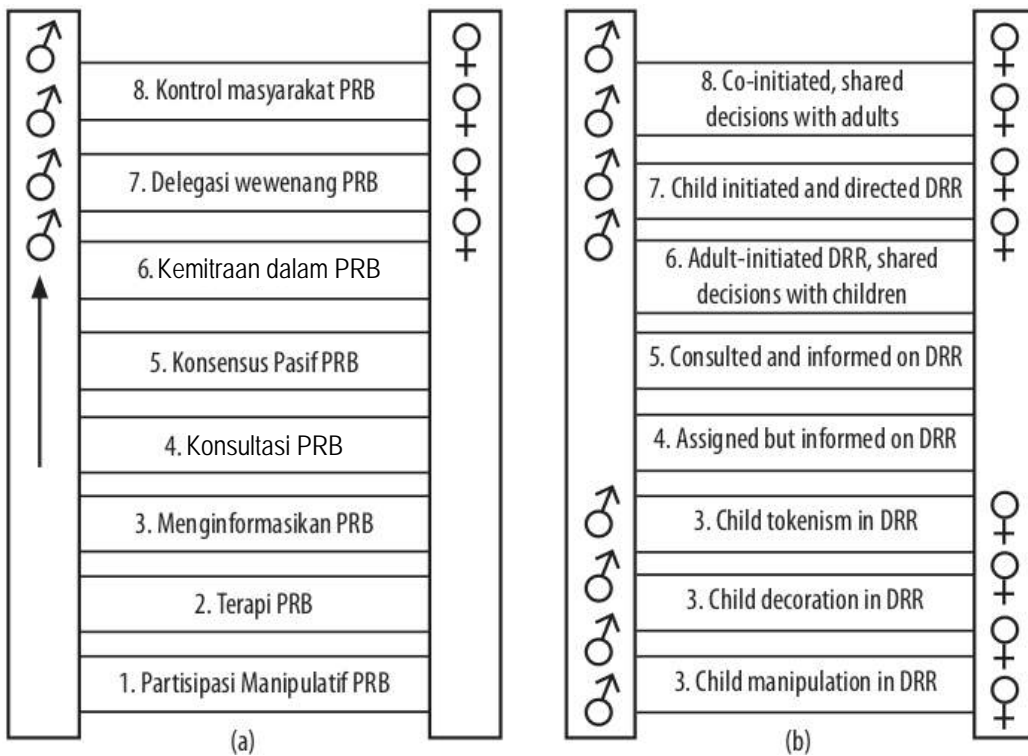 8. Kontrol masyarakat PRB
7. Delegasi wewenang PRB
6. Kemitraan dalam PRB
5. Konsensus Pasif PRB
4. Konsultasi PRB
3. Menginformasikan PRB
2. Terapi PRB
1. Partisipasi Manipulatif PRB
(a)
8. Co-initiated, shared
decisions with adults
7. Child initiated and directed DRR
6. Adult-initiated DRR, shared
decisions with children
5. Consulted and informed on DRR
4. Assigned but informed on DRR
3. Child tokenism in DRR
3. Child decoration in DRR
3. Child manipulation in DRR
(b)